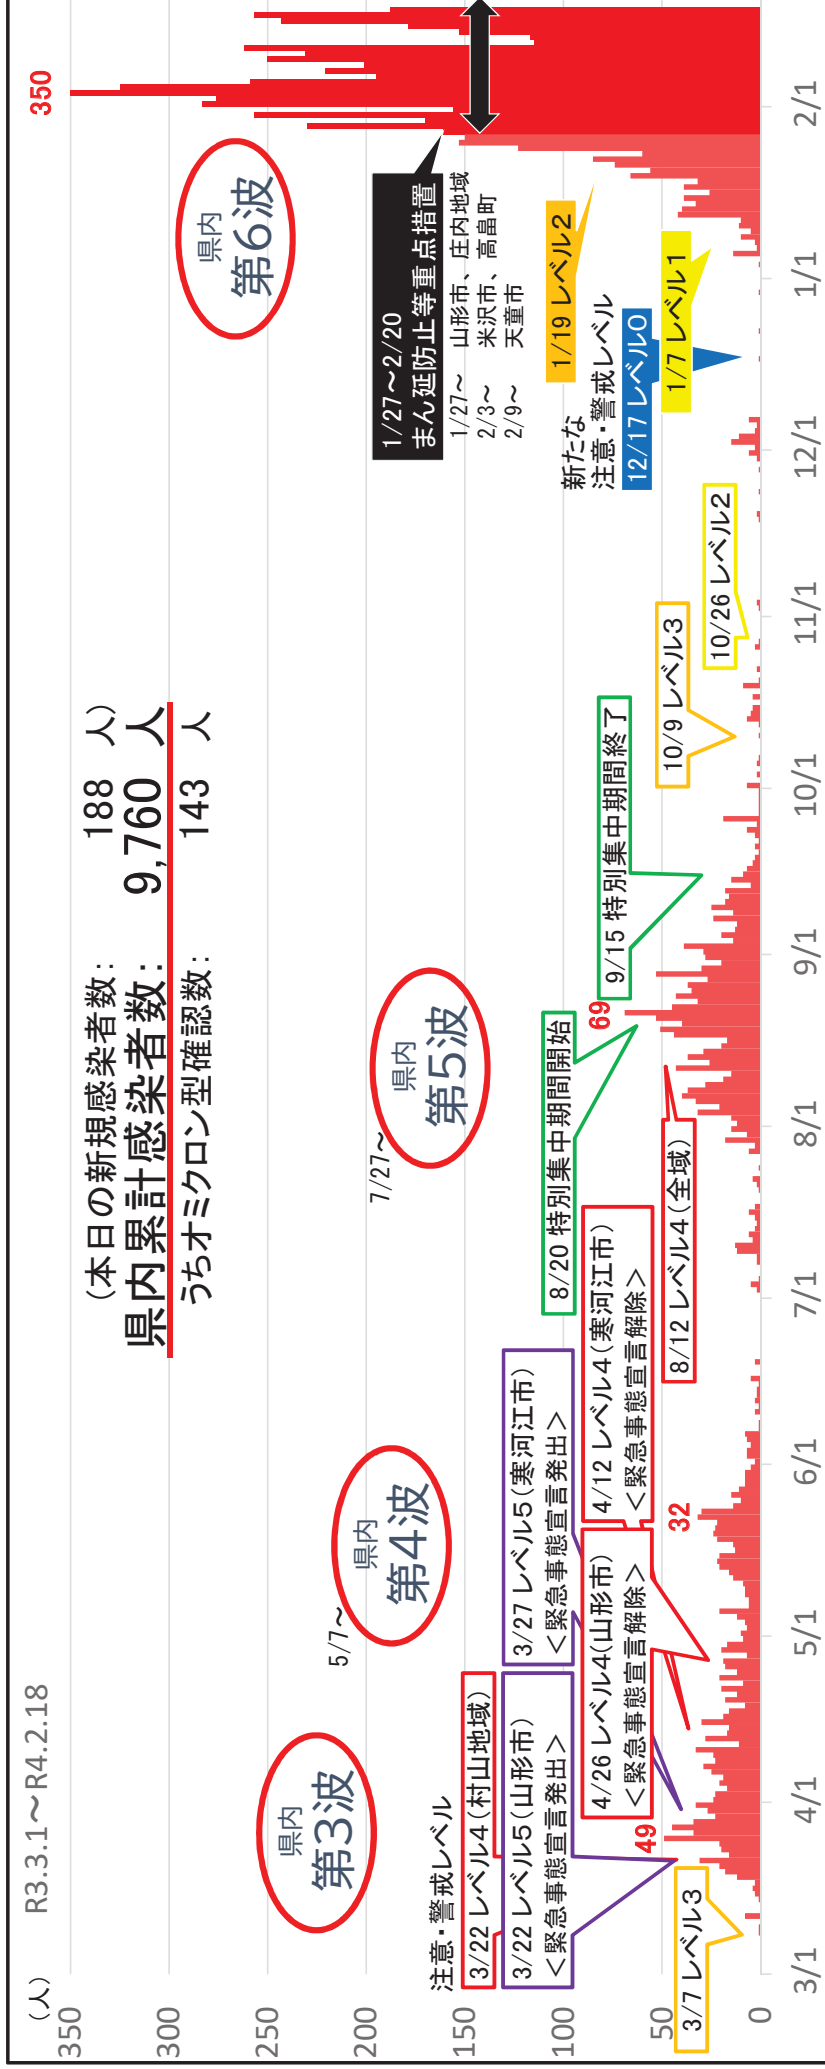 R3.3.1～R4.2.18
（人）
350
300
250
200
150
100
50
0
（本日の新規感染者数： 188 人）
県内累計感染者数： 9,760 人
うちオミクロン型確認数： 143 人
県内
第3波
5/7～
県内
第4波
7/27～
県内
第5波
県内
第6波
350
注意・警戒レベル
3/22 レベル4（村山地域）
3/22 レベル5（山形市）
＜緊急事態宣言発出＞
3/27 レベル5（寒河江市）
＜緊急事態宣言発出＞
4/12 レベル4（寒河江市）
＜緊急事態宣言解除＞
4/26 レベル4（山形市）
＜緊急事態宣言解除＞
3/7 レベル3
49
32
8/12 レベル4（全域）
8/20 特別集中期間開始
69
9/15 特別集中期間終了
10/9 レベル3
10/26 レベル2
新たな
注意・警戒レベル
12/17 レベル0
1/7 レベル1
1/19 レベル2
1/27～2/20
まん延防止等重点措置
1/27～ 山形市、庄内地域
2/3～ 米沢市、高畠町
2/9～ 天童市
3/1 4/1 5/1 6/1 7/1 8/1 9/1 10/1 11/1 12/1 1/1 2/1